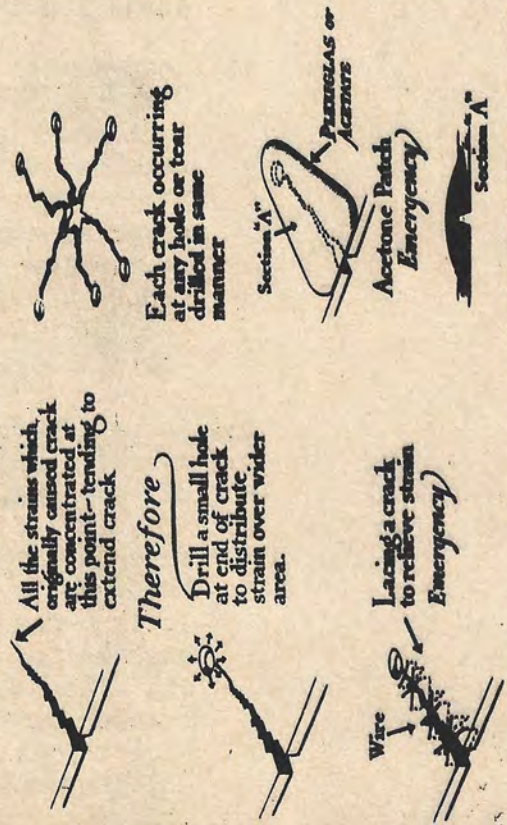 All the strains which
originally caused crack
are concentrated at
this point--tending to
extend crack
Therefore
Drill a small hole
at end of crack
to distribute
strain over wider
area.
Wire
Lacing a crack
to relieve strain
Emergency
Each crack occurring
at any hole or tear
drilled in same
manner
Section "A"
PLEXIGLAS or
ACETATE
Acetone Patch
Emergency
Section "A"